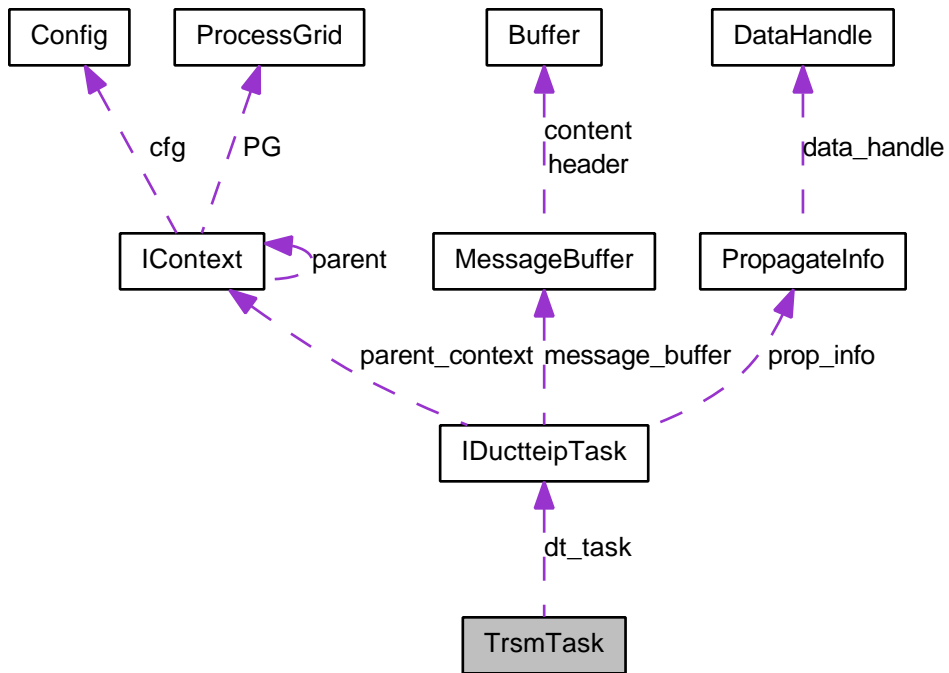 Config
ProcessGrid
Buffer
DataHandle
cfg
PG
content
header
data_handle
IContext
parent
MessageBuffer
PropagateInfo
parent_context
message_buffer
prop_info
IDuctteipTask
dt_task
TrsmTask